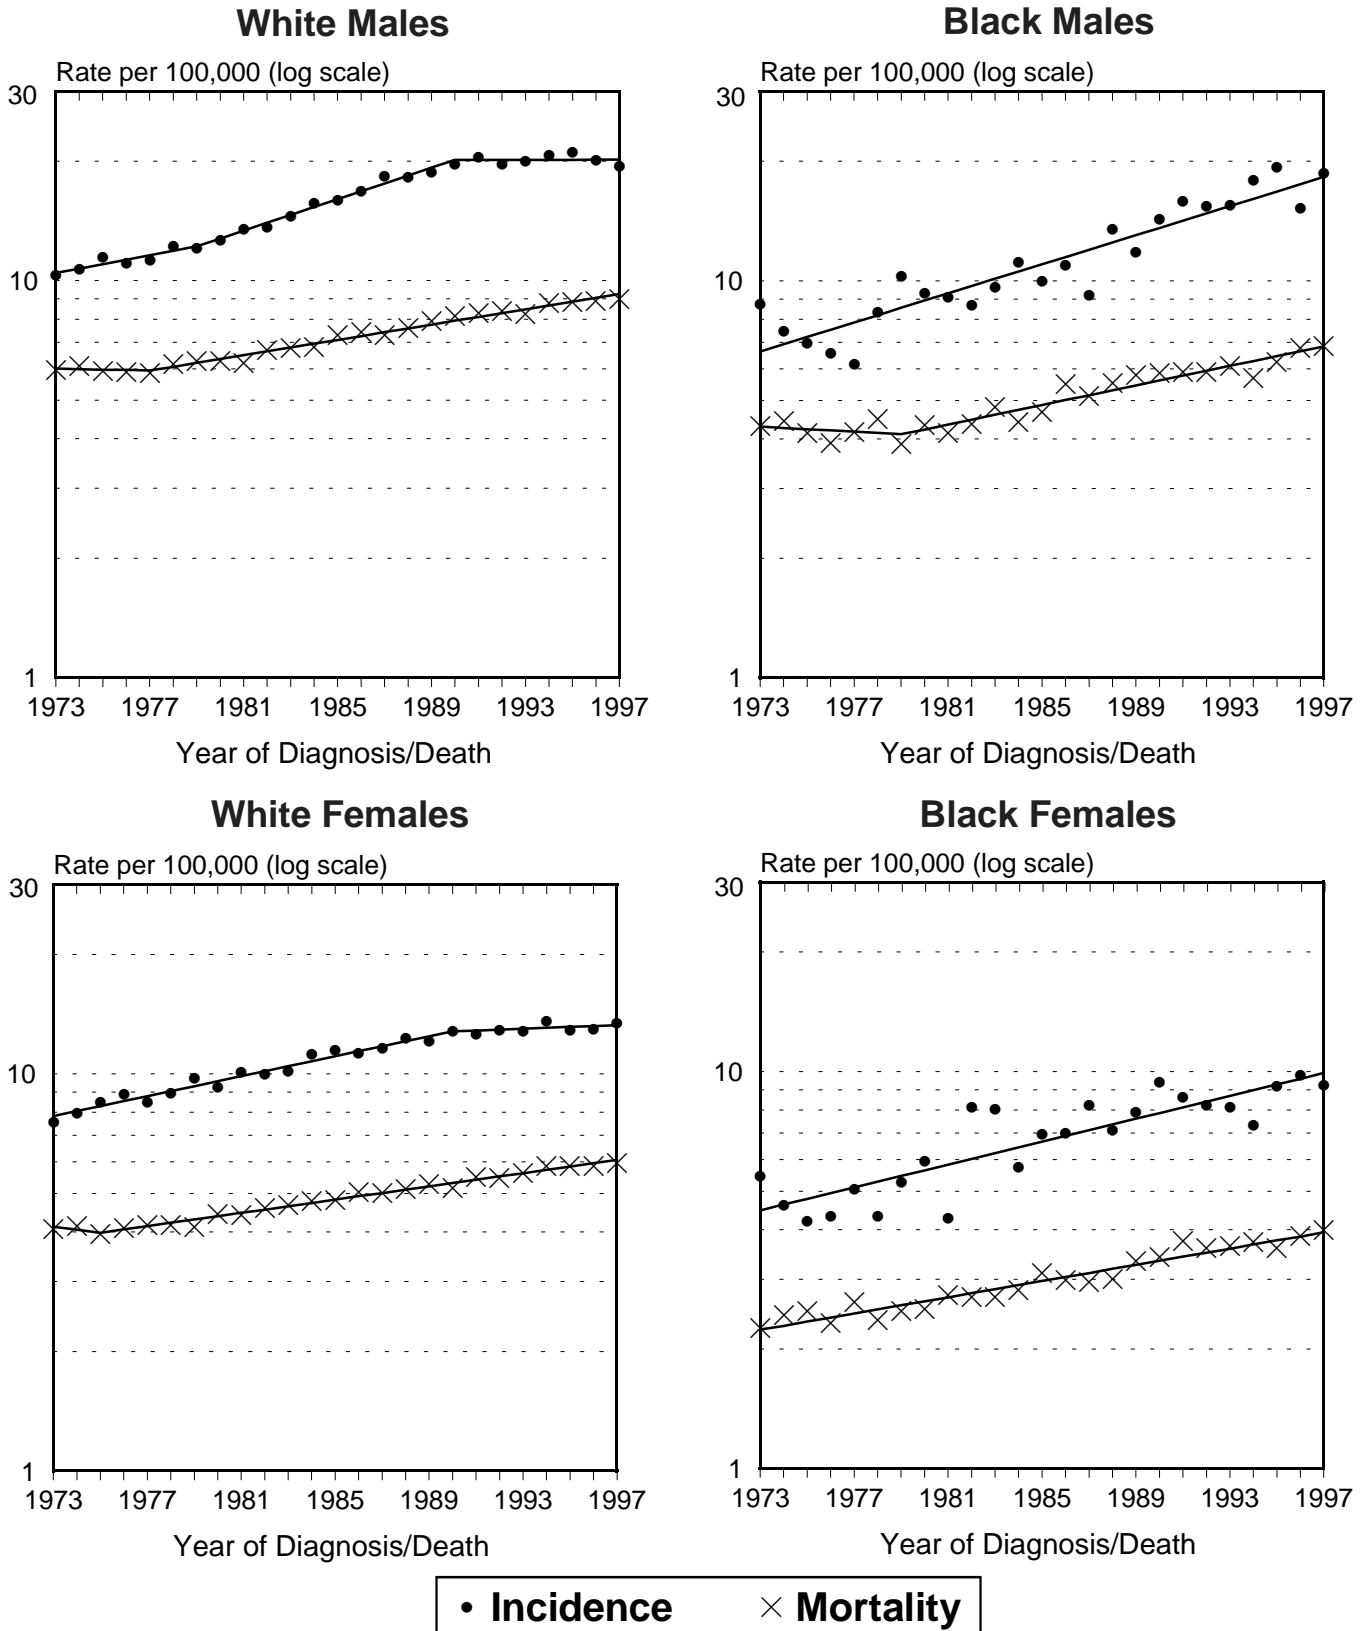 White Males
Rate per 100,000 (log scale)
30
10
1
1973 1977 1981 1985 1989 1993 1997
Year of Diagnosis/Death
Black Males
Rate per 100,000 (log scale)
30
10
1
1973 1977 1981 1985 1989 1993 1997
Year of Diagnosis/Death
White Females
Rate per 100,000 (log scale)
30
10
1
1973 1977 1981 1985 1989 1993 1997
Year of Diagnosis/Death
Black Females
Rate per 100,000 (log scale)
30
10
1
1973 1977 1981 1985 1989 1993 1997
Year of Diagnosis/Death
Incidence Mortality